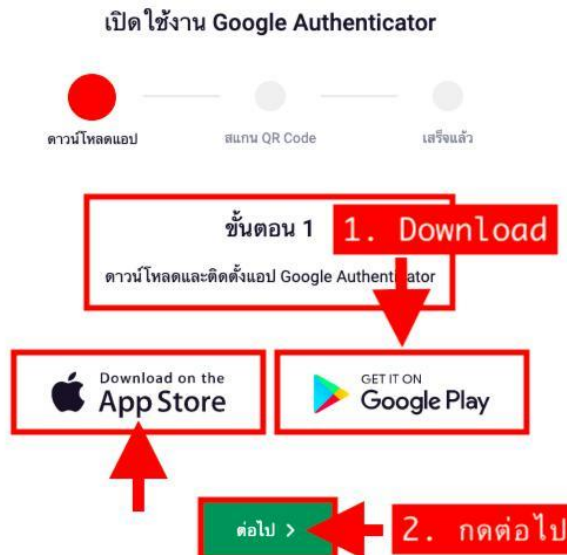 เปิดใช้งาน Google Authenticator
ดาวน์โหลดแอป
สแกน QR Code
เสร็จแล้ว
ขั้นตอน 1
1. Download
ดาวน์โหลดและติดตั้งแอป Google Authenticator
Download on the
App Store
GET IT ON
Google Play
ต่อไป >
2. กดต่อไป